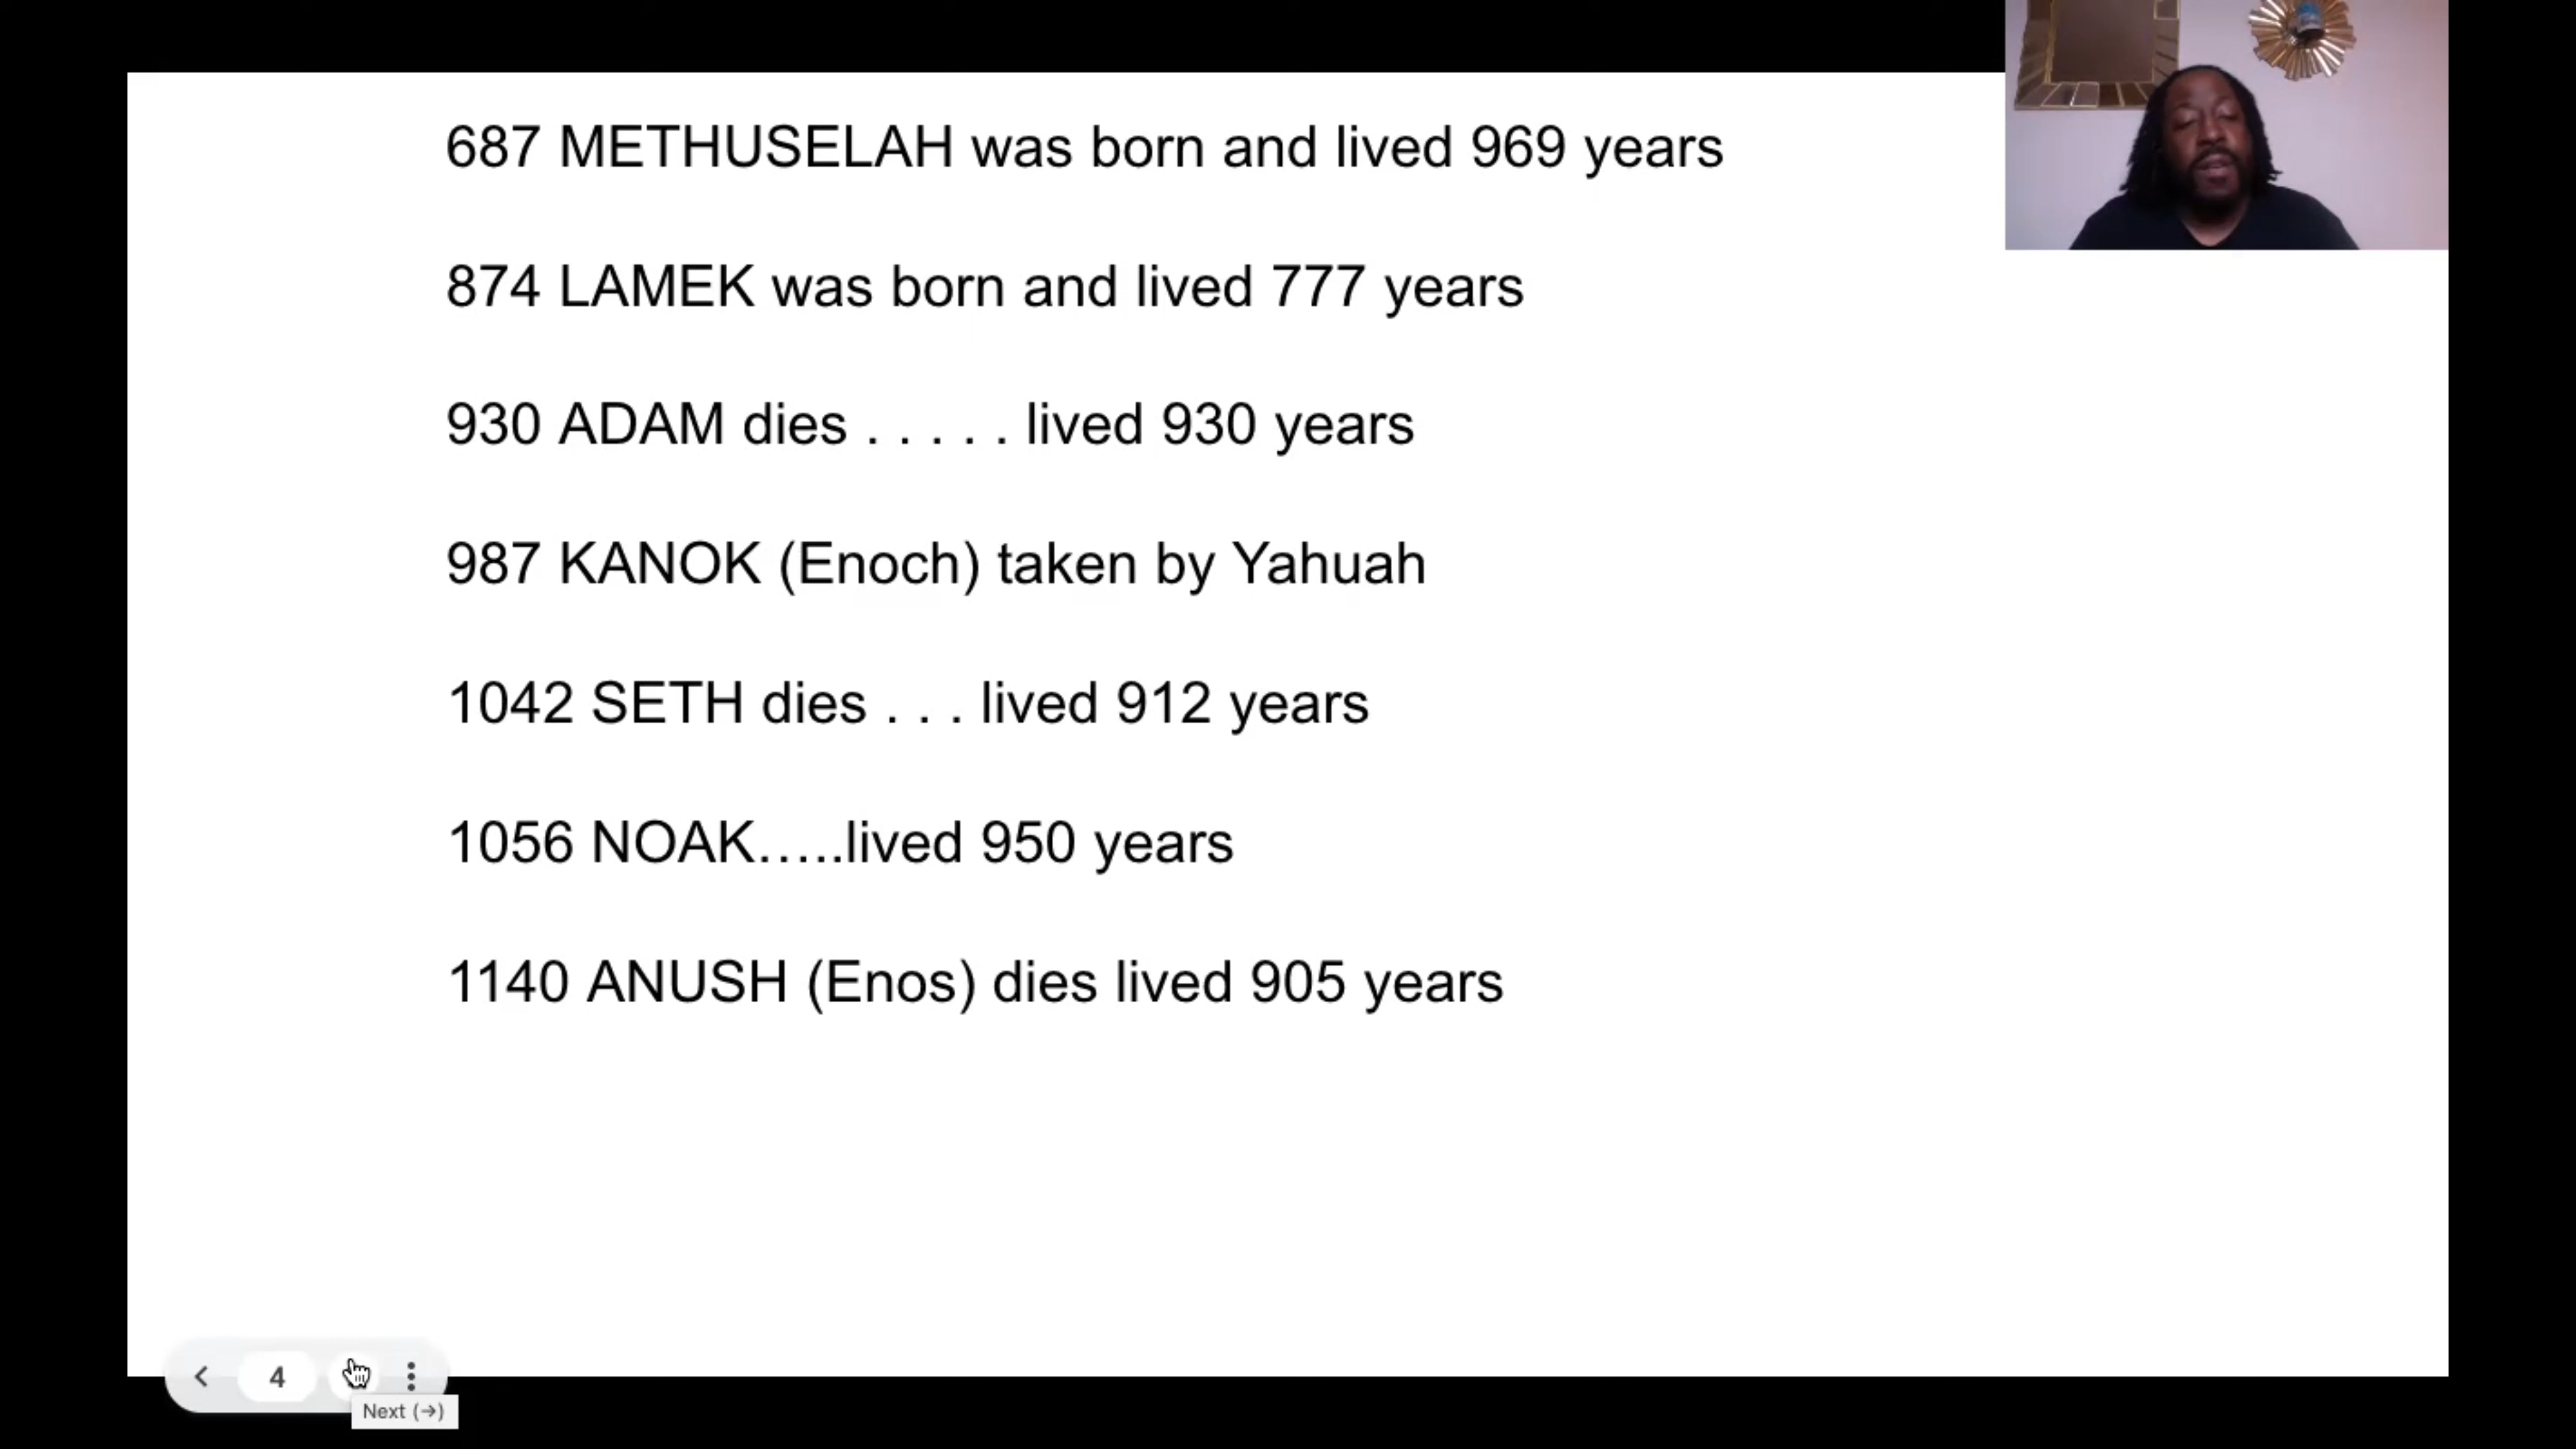 687 METHUSELAH was born and lived 969 years
874 LAMEK was born and lived 777 years
930 ADAM dies . . . . . lived 930 years
987 KANOK (Enoch) taken by Yahuah
1042 SETH dies . . . lived 912 years
1056 NOAK…..lived 950 years
1140 ANUSH (Enos) dies lived 905 years
4
Next (→)